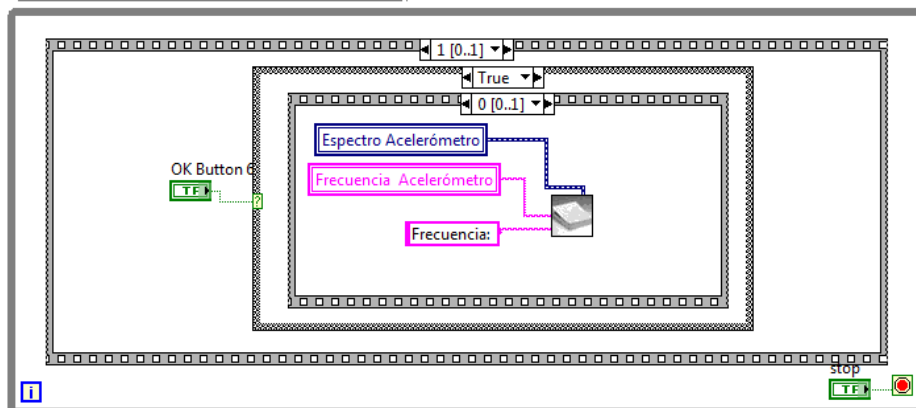 1 [0..1]
True
0 [0..1]
Espectro Acelerómetro
OK Button 6
TF
Frecuencia Acelerómetro
?
Frecuencia:
stop
TF
i